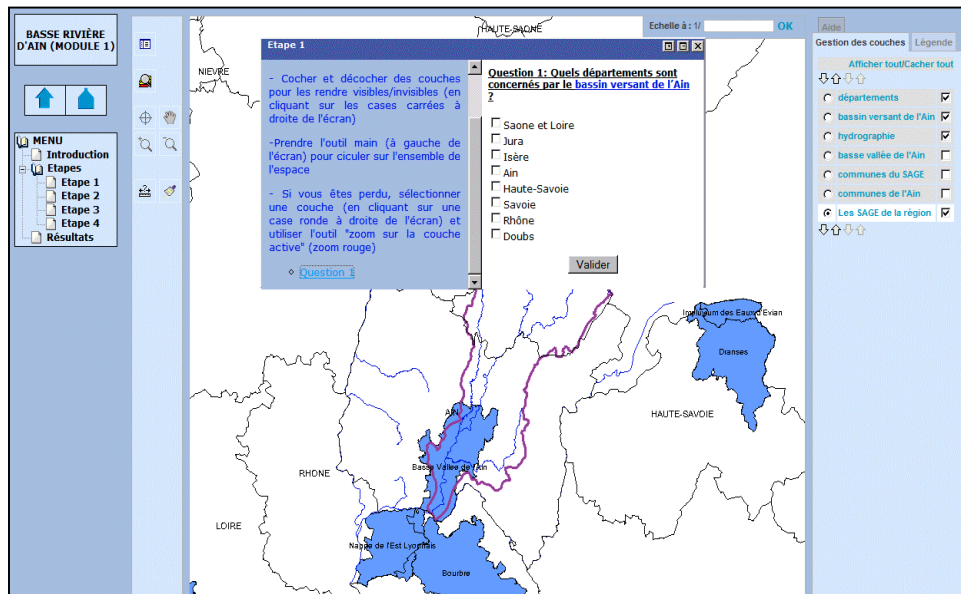 BASSE RIVIÈRE
D'AIN (MODULE 1)
MENU
Introduction
Etapes
Etape 1
Etape 2
Etape 3
Etape 4
Résultats
Echelle à : 1/
OK
Etape 1
- Cocher et décocher des couches
pour les rendre visibles/invisibles (en
cliquant sur les cases carrées à
droite de l'écran)
-Prendre l'outil main (à gauche de
l'écran) pour ciculer sur l'ensemble de
l'espace
- Si vous êtes perdu, sélectionner
une couche (en cliquant sur une
case ronde à droite de l'écran) et
utiliser l'outil "zoom sur la couche
active" (zoom rouge)
Question 1
Question 1: Quels départements sont
concernés par le bassin versant de l'Ain
?
Saone et Loire
Jura
Isère
Ain
Haute-Savoie
Savoie
Rhône
Doubs
Valider
HAUTE-SAONE
NIEVRE
Impluvium des Eaux d'Evian
Dranses
HAUTE-SAVOIE
AIN
Basse Vallée de l'Ain
RHONE
LOIRE
Nappe de l'Est Lyonnais
Bourbre
Aide
Gestion des couches
Légende
Afficher tout/Cacher tout
départements
bassin versant de l'Ain
hydrographie
basse vallée de l'Ain
communes du SAGE
communes de l'Ain
Les SAGE de la région